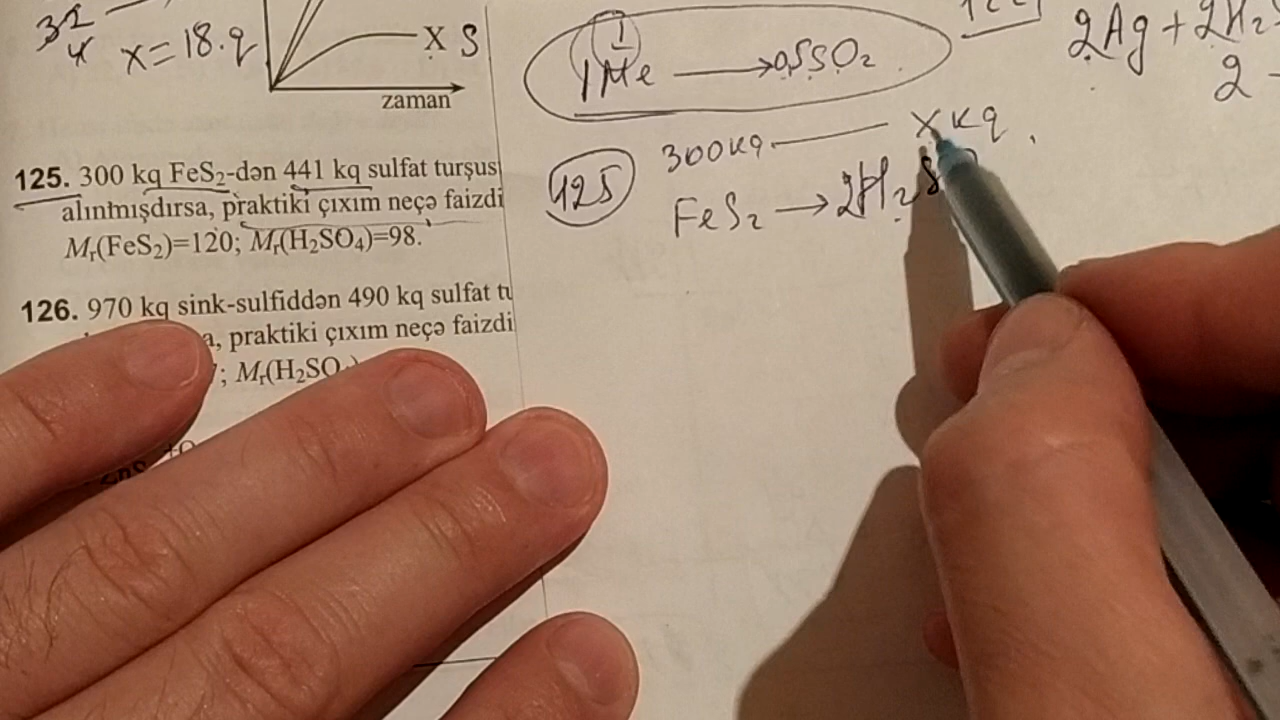 32
4
x=18.q
X S
zaman
125. 300 kq FeS₂-dən 441 kq sulfat turşus
alınmışdırsa, praktiki çıxım neçə faizdi
Mr(FeS₂)=120; Mr(H₂SO₄)=98.
126. 970 kq sink-sulfiddən 490 kq sulfat tu
a, praktiki çıxım neçə faizdi
; Mr(H₂SO
1
1Me → 0,5SO₂
2Ag + 2H₂
2
125
300kq — x kq
FeS₂ → 2H₂S